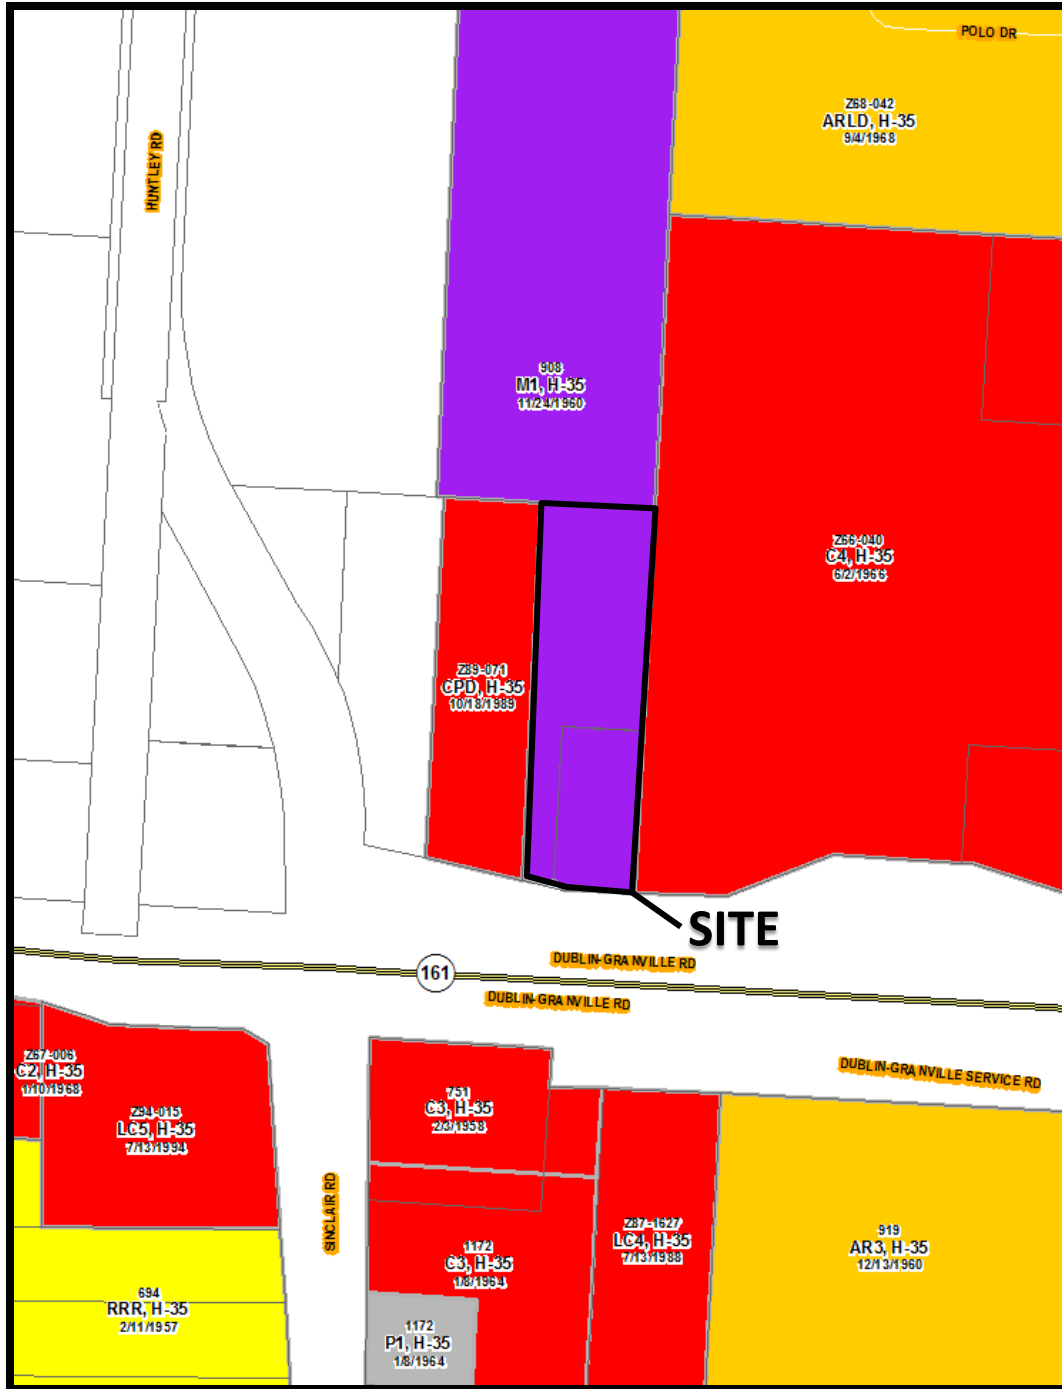 POLO DR
Z68-042
ARLD, H-35
9/4/1968
HUNTLEY RD
908
M1, H-35
11/24/1960
Z66-040
C4, H-35
6/2/1966
Z89-071
CPD, H-35
10/18/1989
SITE
161
DUBLIN-GRANVILLE RD
DUBLIN-GRANVILLE RD
DUBLIN-GRANVILLE SERVICE RD
Z67-006
C2, H-35
1/10/1968
Z94-015
LC5, H-35
7/13/1994
751
C3, H-35
2/3/1958
SINCLAIR RD
1172
C3, H-35
1/8/1964
Z87-1627
LC4, H-35
7/13/1988
919
AR3, H-35
12/13/1960
694
RRR, H-35
2/11/1957
1172
P1, H-35
1/8/1964